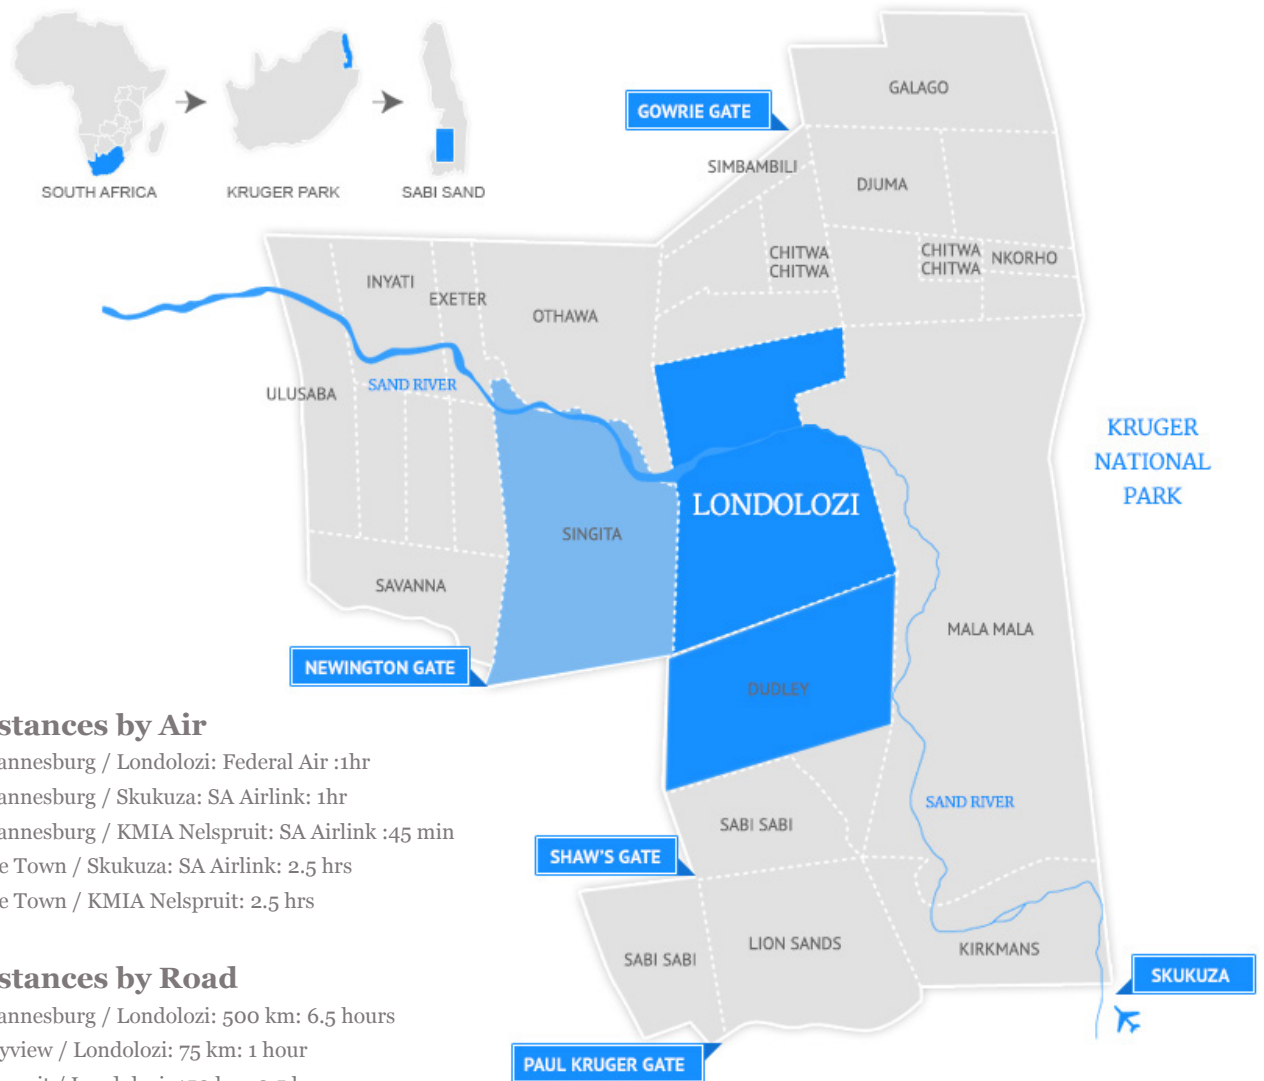 SOUTH AFRICA
KRUGER PARK
SABI SAND
GOWRIE GATE
GALAGO
SIMBAMBILI
DJUMA
CHITWA
CHITWA
CHITWA
CHITWA
NKORHO
INYATI
EXETER
OTHAWA
ULUSABA
SAND RIVER
KRUGER
NATIONAL
PARK
LONDOLOZI
SINGITA
SAVANNA
MALA MALA
NEWINGTON GATE
DUDLEY
stances by Air
annesburg / Londolozi: Federal Air :1hr
annesburg / Skukuza: SA Airlink: 1hr
annesburg / KMIA Nelspruit: SA Airlink :45 min
e Town / Skukuza: SA Airlink: 2.5 hrs
e Town / KMIA Nelspruit: 2.5 hrs
SAND RIVER
SABI SABI
SHAW'S GATE
SABI SABI
LION SANDS
KIRKMANS
SKUKUZA
stances by Road
annesburg / Londolozi: 500 km: 6.5 hours
yview / Londolozi: 75 km: 1 hour
PAUL KRUGER GATE